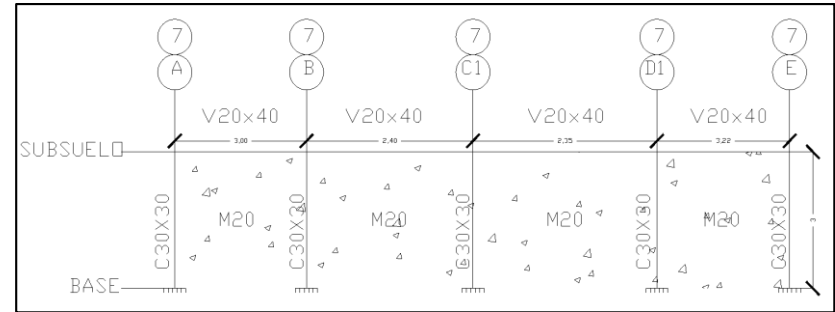 7 7 7 7 7
A B C1 D1 E
V20x40 V20x40 V20x40 V20x40
3,00 2,40 2,35 3,22
SUBSUELO
C30X30 M20 C30X30 M20 C30X30 M20 C30X30 M20 C30X30 3
BASE